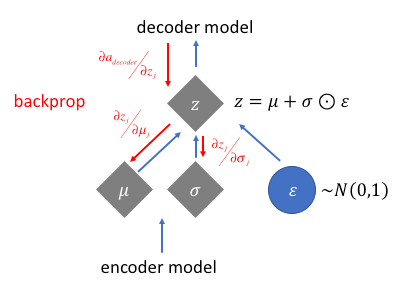 decoder model
∂a_decoder/∂z_j
backprop
z
z = μ + σ ⊙ ε
∂z_j/∂μ_j
∂z_j/∂σ_j
μ
σ
ε
~N(0,1)
encoder model